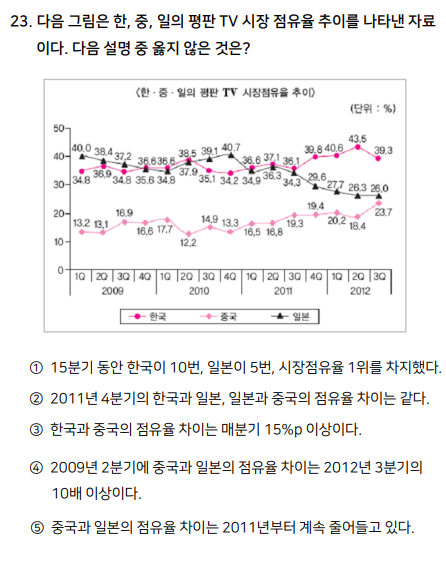 23. 다음 그림은 한, 중, 일의 평판 TV 시장 점유율 추이를 나타낸 자료
이다. 다음 설명 중 옳지 않은 것은?
〈한 · 중 · 일의 평판 TV 시장점유율 추이〉
(단위 : %)
50
40
30
20
10
0
40.0 38.4 37.2 36.6 36.6 38.5 39.1 40.7 36.6 37.1 36.1 39.8 40.6 43.5 39.3
34.8 36.9 34.8 35.6 34.8 37.9 35.1 34.2 34.9 36.3 34.3 29.6 27.7 26.3 26.0
13.2 13.1 16.9 16.6 17.7 12.2 14.9 13.3 16.5 16.8 19.3 19.4 20.2 18.4 23.7
1Q 2Q 3Q 4Q 1Q 2Q 3Q 4Q 1Q 2Q 3Q 4Q 1Q 2Q 3Q
2009 2010 2011 2012
한국 중국 일본
① 15분기 동안 한국이 10번, 일본이 5번, 시장점유율 1위를 차지했다.
② 2011년 4분기의 한국과 일본, 일본과 중국의 점유율 차이는 같다.
③ 한국과 중국의 점유율 차이는 매분기 15%p 이상이다.
④ 2009년 2분기에 중국과 일본의 점유율 차이는 2012년 3분기의
10배 이상이다.
⑤ 중국과 일본의 점유율 차이는 2011년부터 계속 줄어들고 있다.